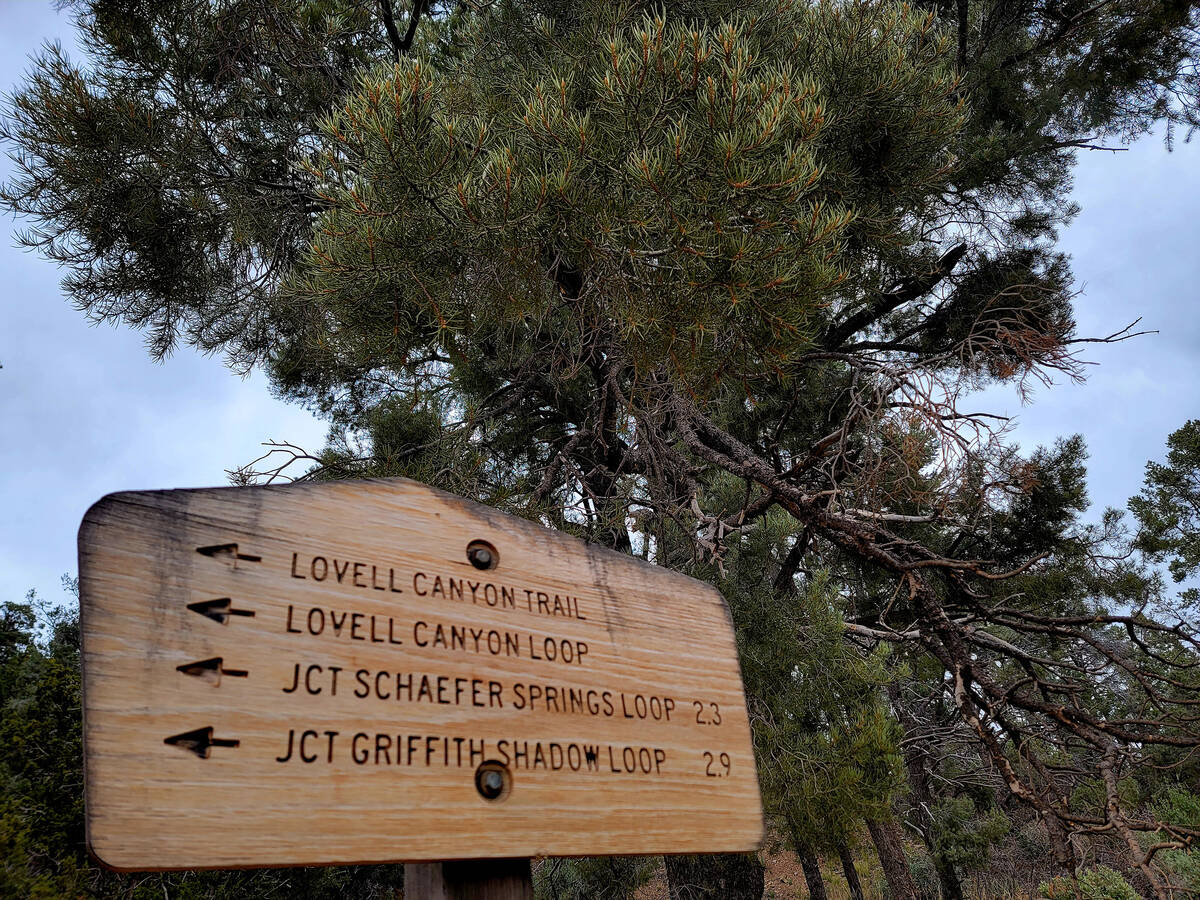 LOVELL CANYON TRAIL
LOVELL CANYON LOOP
JCT SCHAEFER SPRINGS LOOP 2.3
JCT GRIFFITH SHADOW LOOP 2.9